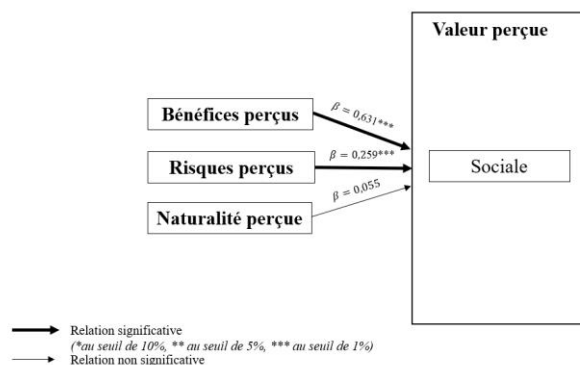 Valeur perçue
Bénéfices perçus
β = 0,631***
Risques perçus
β = 0,259***
Sociale
Naturalité perçue
β = 0,055
Relation significative
(*au seuil de 10%, ** au seuil de 5%, *** au seuil de 1%)
Relation non significative